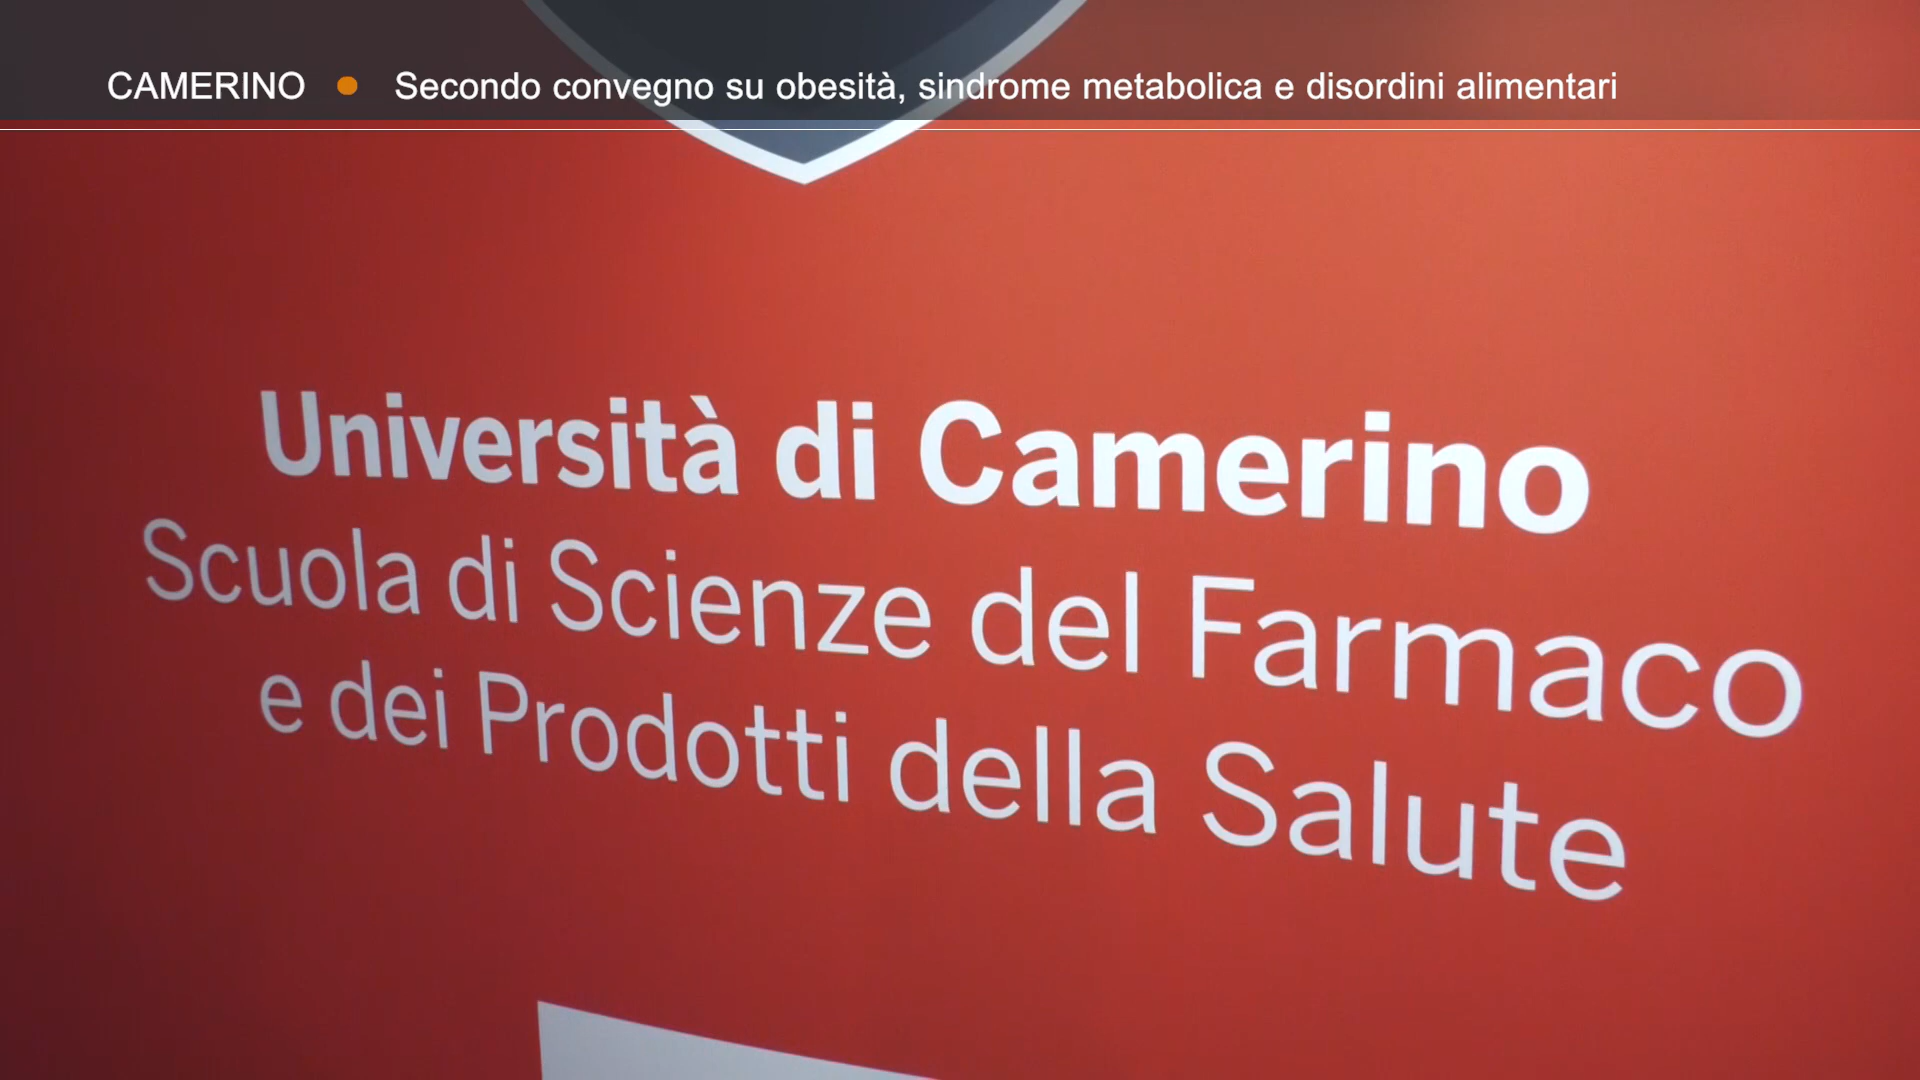 CAMERINO • Secondo convegno su obesità, sindrome metabolica e disordini alimentari
Università di Camerino
Scuola di Scienze del Farmaco
e dei Prodotti della Salute